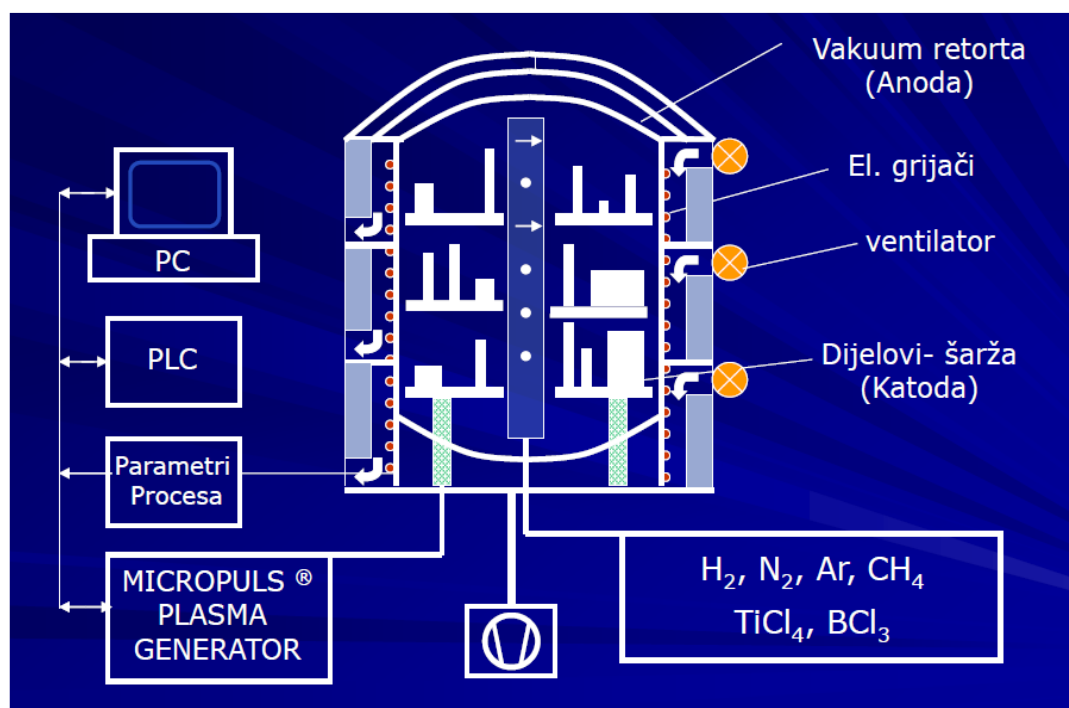 Vakuum retorta
(Anoda)
El. grijači
ventilator
Dijelovi- šarža
(Katoda)
PC
PLC
Parametri
Procesa
MICROPULS ®
PLASMA
GENERATOR
H₂, N₂, Ar, CH₄
TiCl₄, BCl₃